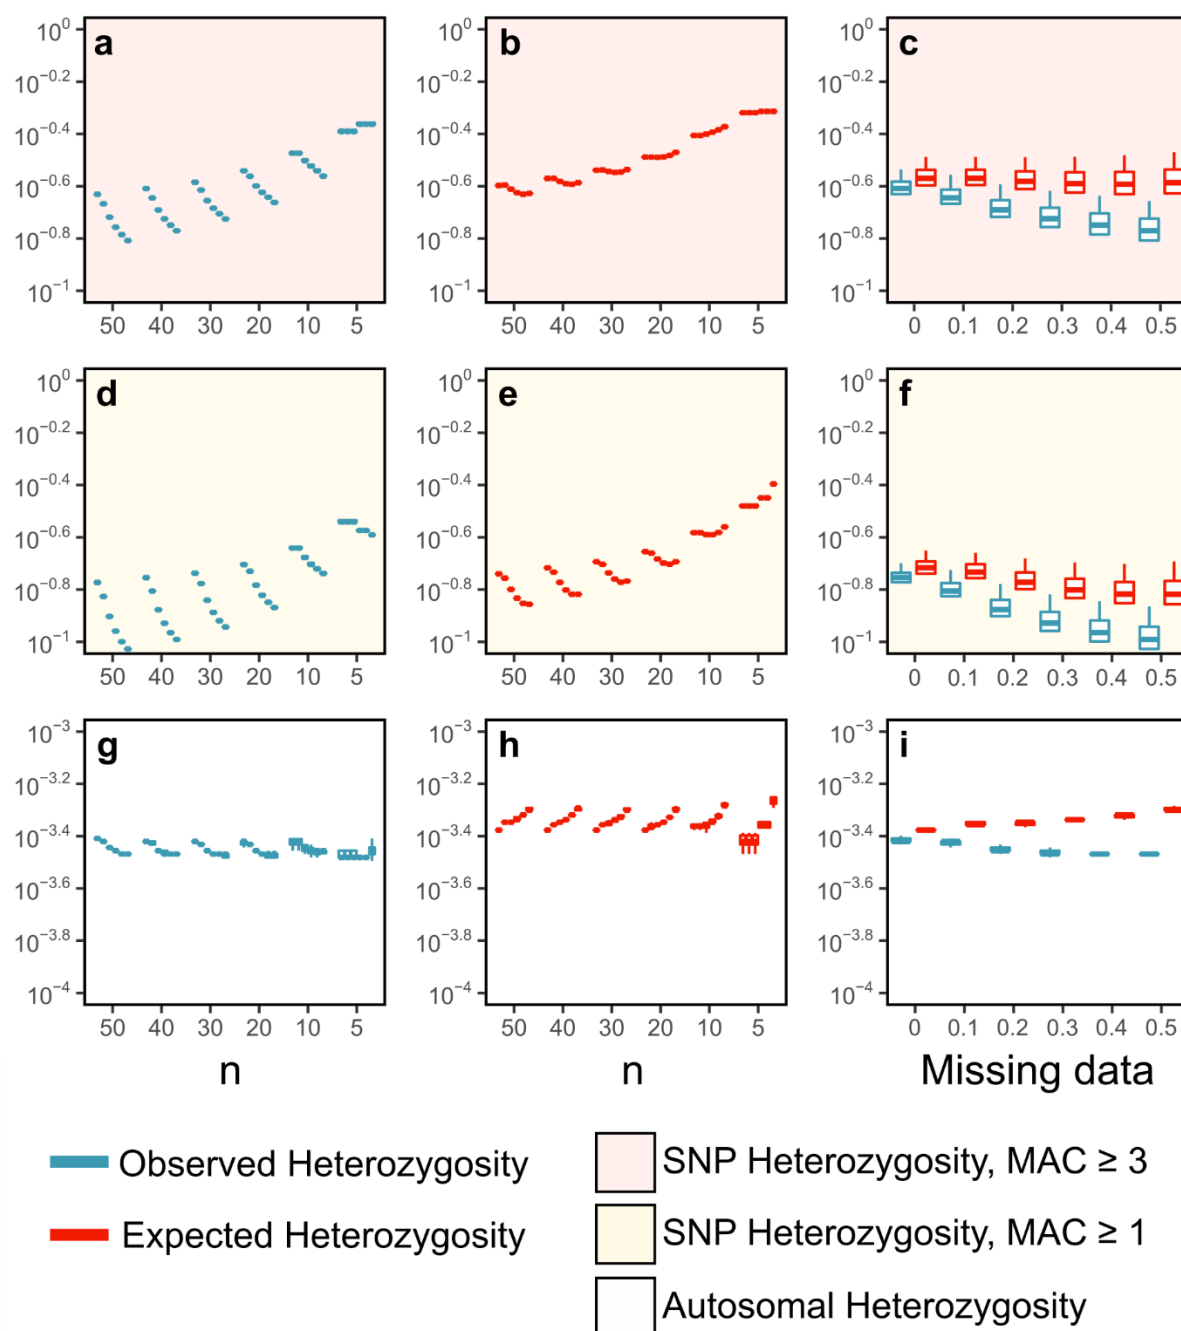 a
10^0
10^−0.2
10^−0.4
10^−0.6
10^−0.8
10^−1
50 40 30 20 10 5
b
10^0
10^−0.2
10^−0.4
10^−0.6
10^−0.8
10^−1
50 40 30 20 10 5
c
10^0
10^−0.2
10^−0.4
10^−0.6
10^−0.8
10^−1
0 0.1 0.2 0.3 0.4 0.5
d
10^0
10^−0.2
10^−0.4
10^−0.6
10^−0.8
10^−1
50 40 30 20 10 5
e
10^0
10^−0.2
10^−0.4
10^−0.6
10^−0.8
10^−1
50 40 30 20 10 5
f
10^0
10^−0.2
10^−0.4
10^−0.6
10^−0.8
10^−1
0 0.1 0.2 0.3 0.4 0.5
g
10^−3
10^−3.2
10^−3.4
10^−3.6
10^−3.8
10^−4
50 40 30 20 10 5
n
h
10^−3
10^−3.2
10^−3.4
10^−3.6
10^−3.8
10^−4
50 40 30 20 10 5
n
i
10^−3
10^−3.2
10^−3.4
10^−3.6
10^−3.8
10^−4
0 0.1 0.2 0.3 0.4 0.5
Missing data
Observed Heterozygosity
Expected Heterozygosity
SNP Heterozygosity, MAC ≥ 3
SNP Heterozygosity, MAC ≥ 1
Autosomal Heterozygosity